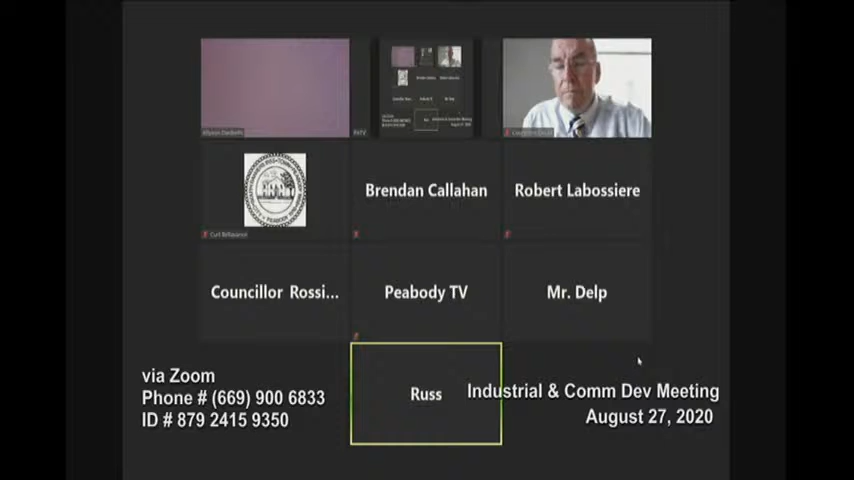 PATV
Brendan Callahan
Robert Labossiere
Councillor Rossi...
Peabody TV
Mr. Delp
via Zoom
Phone # (669) 900 6833
ID # 879 2415 9350
Russ
Industrial & Comm Dev Meeting
August 27, 2020